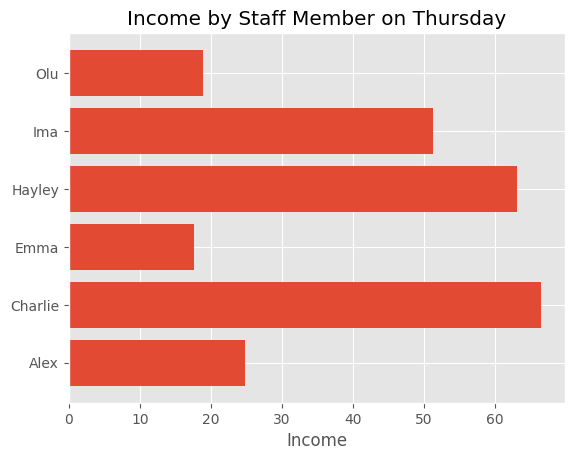 Income by Staff Member on Thursday
Olu
Ima
Hayley
Emma
Charlie
Alex
0 10 20 30 40 50 60
Income